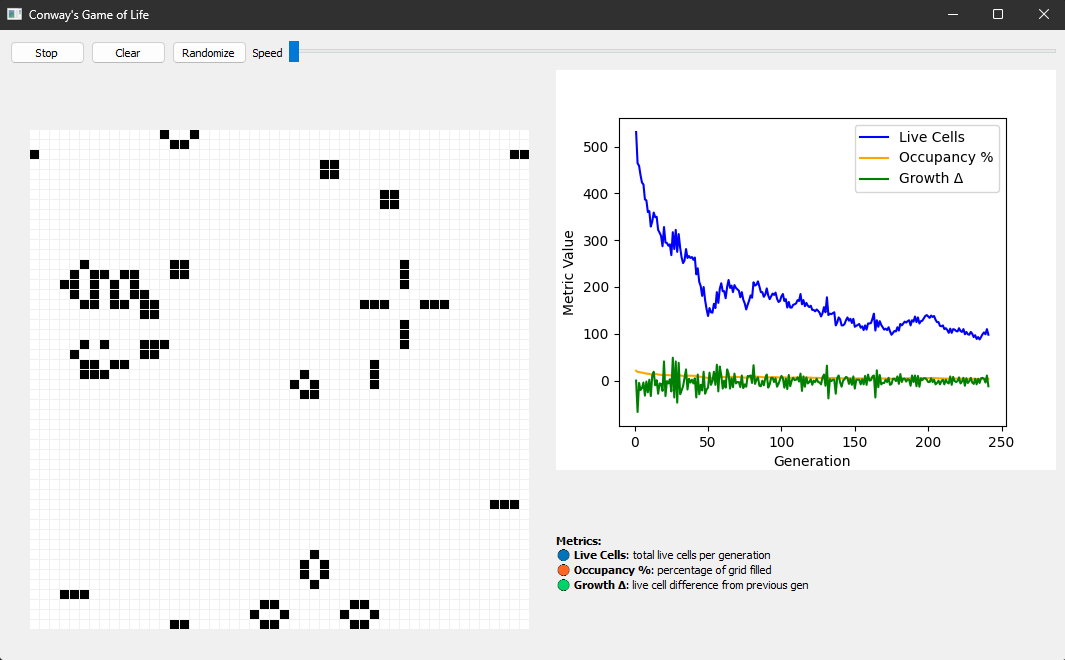 Conway's Game of Life
Stop Clear Randomize Speed
Live Cells
Occupancy %
Growth Δ
Metric Value
500
400
300
200
100
0
0 50 100 150 200 250
Generation
Metrics:
Live Cells: total live cells per generation
Occupancy %: percentage of grid filled
Growth Δ: live cell difference from previous gen